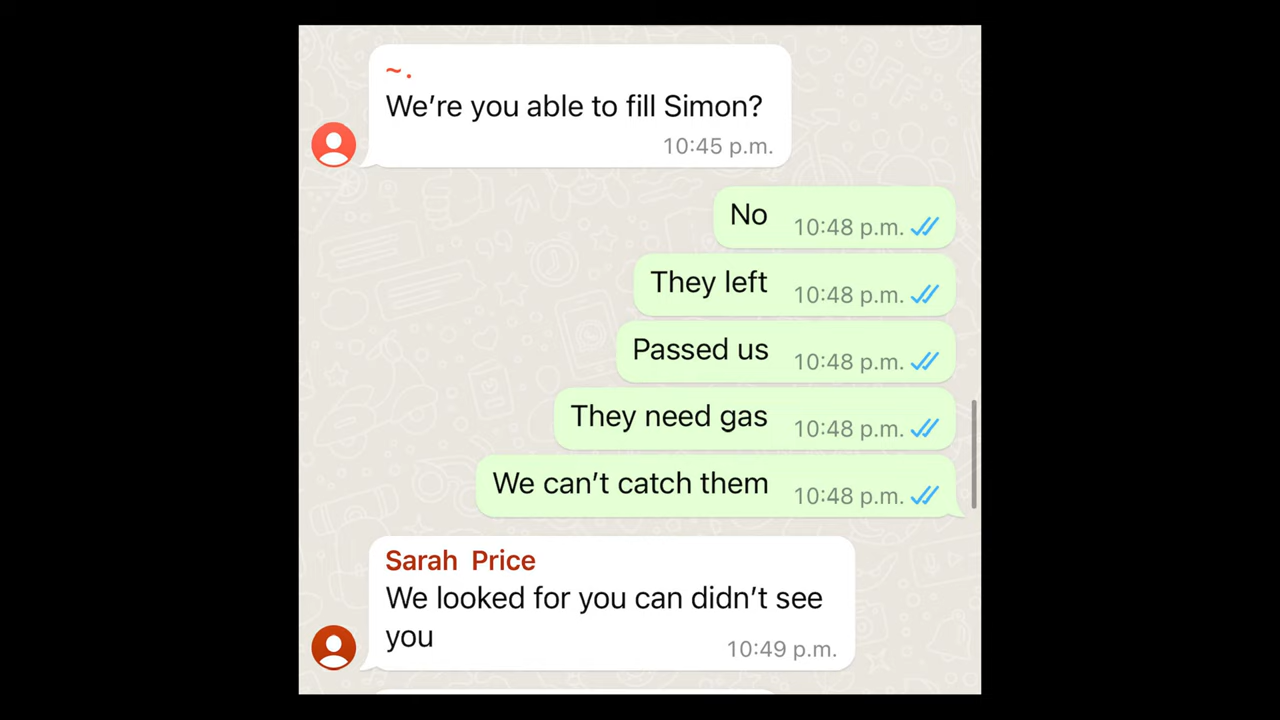 ~.
We're you able to fill Simon?
10:45 p.m.
No 10:48 p.m.
They left 10:48 p.m.
Passed us 10:48 p.m.
They need gas 10:48 p.m.
We can't catch them 10:48 p.m.
Sarah Price
We looked for you can didn't see
you 10:49 p.m.